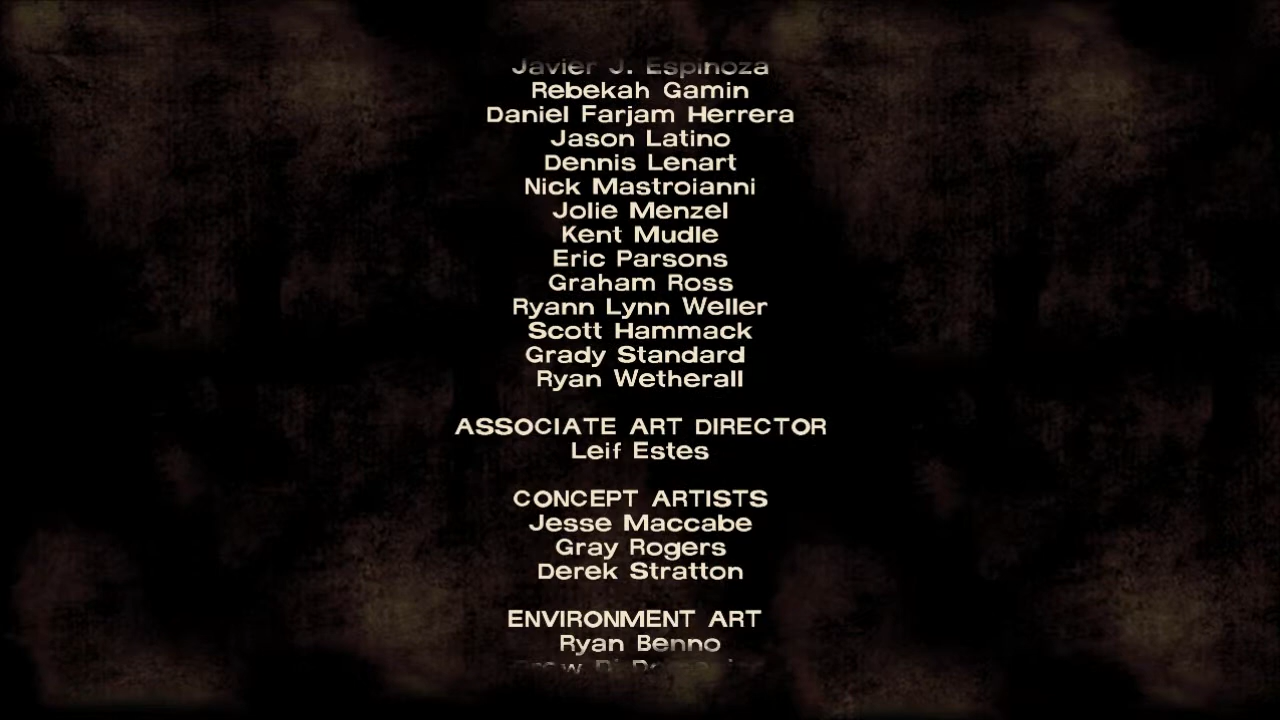 Javier J. Espinoza
Rebekah Gamin
Daniel Farjam Herrera
Jason Latino
Dennis Lenart
Nick Mastroianni
Jolie Menzel
Kent Mudle
Eric Parsons
Graham Ross
Ryann Lynn Weller
Scott Hammack
Grady Standard
Ryan Wetherall
ASSOCIATE ART DIRECTOR
Leif Estes
CONCEPT ARTISTS
Jesse Maccabe
Gray Rogers
Derek Stratton
ENVIRONMENT ART
Ryan Benno